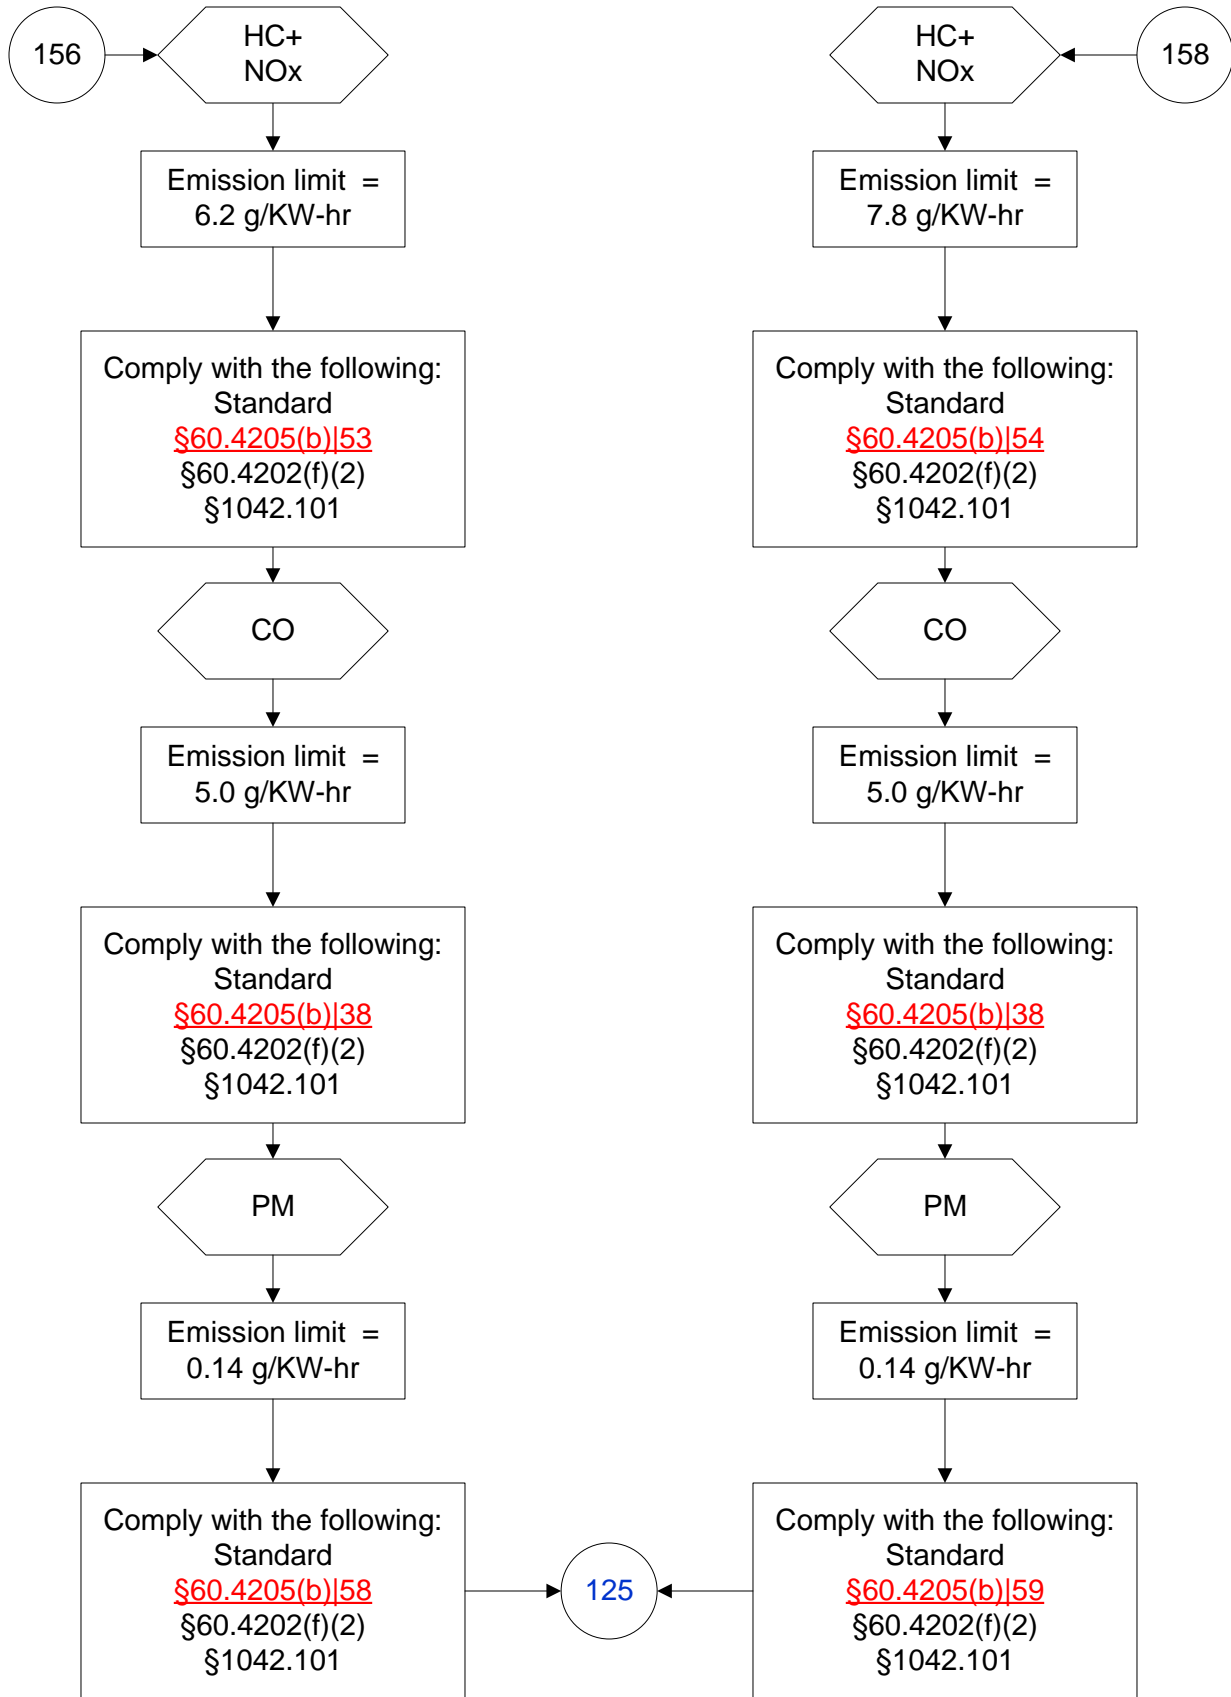 156
HC+
NOx
Emission limit =
6.2 g/KW-hr
Comply with the following:
Standard
§60.4205(b)|53
§60.4202(f)(2)
§1042.101
CO
Emission limit =
5.0 g/KW-hr
Comply with the following:
Standard
§60.4205(b)|38
§60.4202(f)(2)
§1042.101
PM
Emission limit =
0.14 g/KW-hr
Comply with the following:
Standard
§60.4205(b)|58
§60.4202(f)(2)
§1042.101
HC+
NOx
158
Emission limit =
7.8 g/KW-hr
Comply with the following:
Standard
§60.4205(b)|54
§60.4202(f)(2)
§1042.101
CO
Emission limit =
5.0 g/KW-hr
Comply with the following:
Standard
§60.4205(b)|38
§60.4202(f)(2)
§1042.101
PM
Emission limit =
0.14 g/KW-hr
Comply with the following:
Standard
§60.4205(b)|59
§60.4202(f)(2)
§1042.101
125